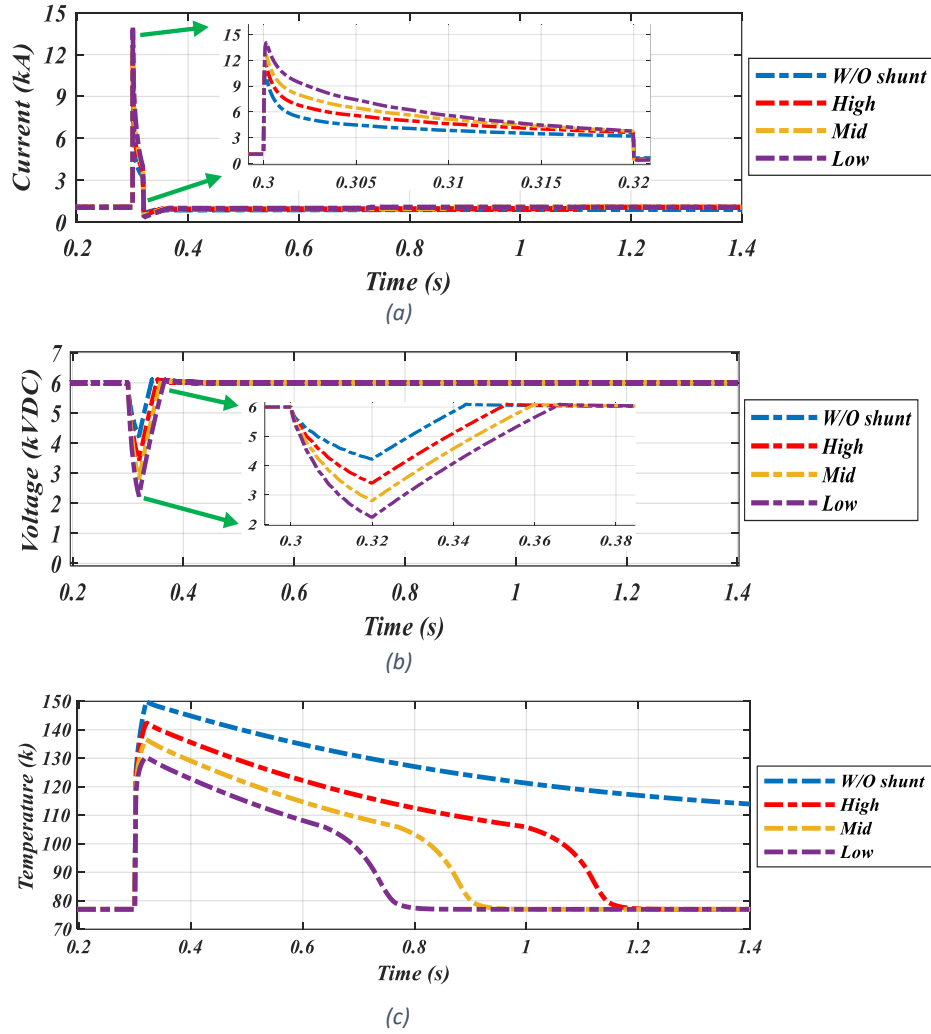 15
12
9
6
3
0
Current (kA)
15
12
9
6
3
0
0.3 0.305 0.31 0.315 0.32
0.2 0.4 0.6 0.8 1 1.2 1.4
Time (s)
W/O shunt
High
Mid
Low
(a)
7
6
5
4
3
2
1
0
Voltage (kVDC)
6
5
4
3
2
0.3 0.32 0.34 0.36 0.38
0.2 0.4 0.6 0.8 1 1.2 1.4
Time (s)
W/O shunt
High
Mid
Low
(b)
150
140
130
120
110
100
90
80
70
Temperature (k)
0.2 0.4 0.6 0.8 1 1.2 1.4
Time (s)
W/O shunt
High
Mid
Low
(c)